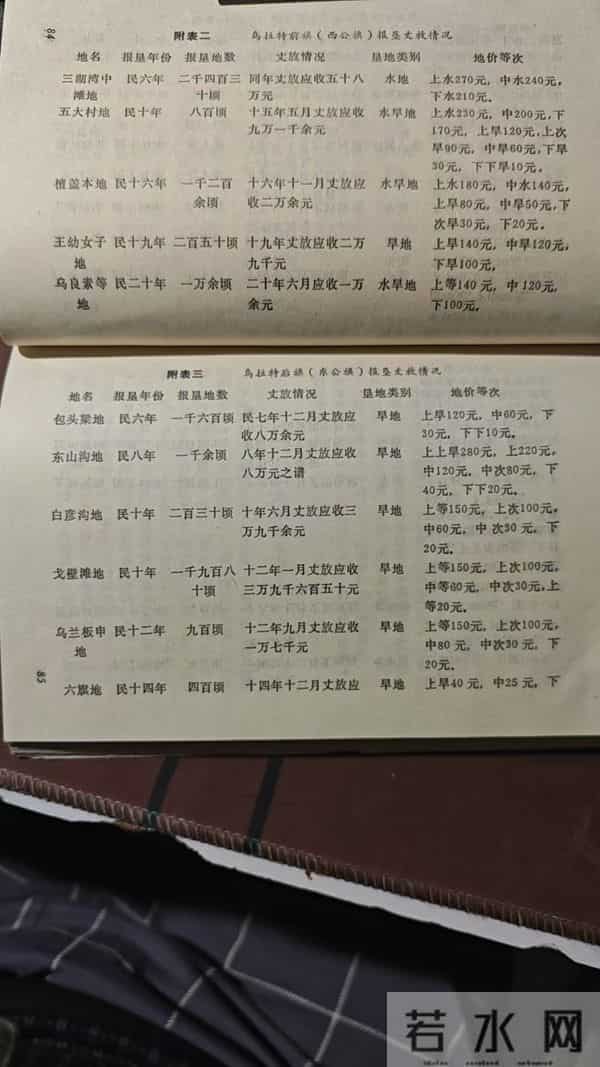 84
附表二 乌拉特前旗（西公旗）报垦丈放情况
地名 报垦年份 报垦地数 丈放情况 垦地类别 地价等次
三湖湾中 民六年 二千四百三 同年丈放应收五十八 水地 上水270元，中水240元，
滩地 十顷 万元 下水210元。
五大村地 民十年 八百顷 十五年五月丈放应收 水旱地 上水230元，中200元，下
九万一千余元 170元，上旱120元，上次
旱90元，中旱60元，下旱
30元，下下旱10元。
檀盖本地 民十六年 一千二百 十六年十一月丈放应 水旱地 上水180元，中水140元，
余顷 收二万余元 上旱80元，中旱50元，下
次旱30元，下20元。
王幼女子 民十九年 二百五十顷 十九年丈放应收二万 旱地 上旱140元，中旱120元，
地 九千元 下旱100元。
乌良素等 民二十年 一万余顷 二十年六月应收一万 水旱地 上等140元，中120元，
地 余元 下100元。
附表三 乌拉特后旗（东公旗）报垦丈放情况
地名 报垦年份 报垦地数 丈放情况 垦地类别 地价等次
包头梁地 民六年 一千六百顷 民七年十二月丈放应 旱地 上旱120元，中60元，下
收八万余元 30元，下下10元。
东山沟地 民八年 一千余顷 八年十二月丈放应收 旱地 上上旱280元，上220元，
八万元之谱 中120元，中次80元，下
40元，下下20元。
白彦沟地 民十年 二百三十顷 十年六月丈放应收三 旱地 上等150元，上次100元，
万九千余元 中60元，中次30元，下
20元。
戈壁滩地 民十年 一千九百八 十二年一月丈放应收 旱地 上等150元，上次100元，
十顷 三万九千六百五十元 中等60元，中次30元，上
等20元。
乌兰板申 民十二年 九百顷 十二年九月丈放应收 旱地 上等150元，上次100元，
地 一万七千元 中80元，中次30元，下
20元。
85
六旗地 民十四年 四百顷 十四年十二月丈放应 旱地 上旱40元，中25元，下
若水网